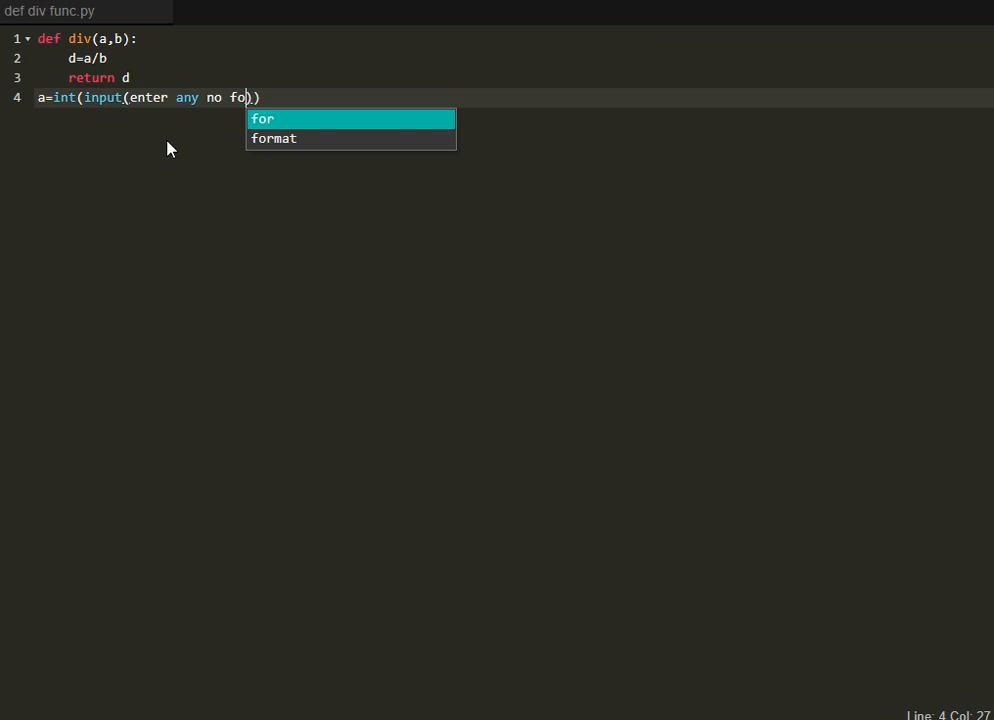 def div func.py
1 def div(a,b):
2 d=a/b
3 return d
4 a=int(input(enter any no fo))
for
format
Line: 4 Col: 27